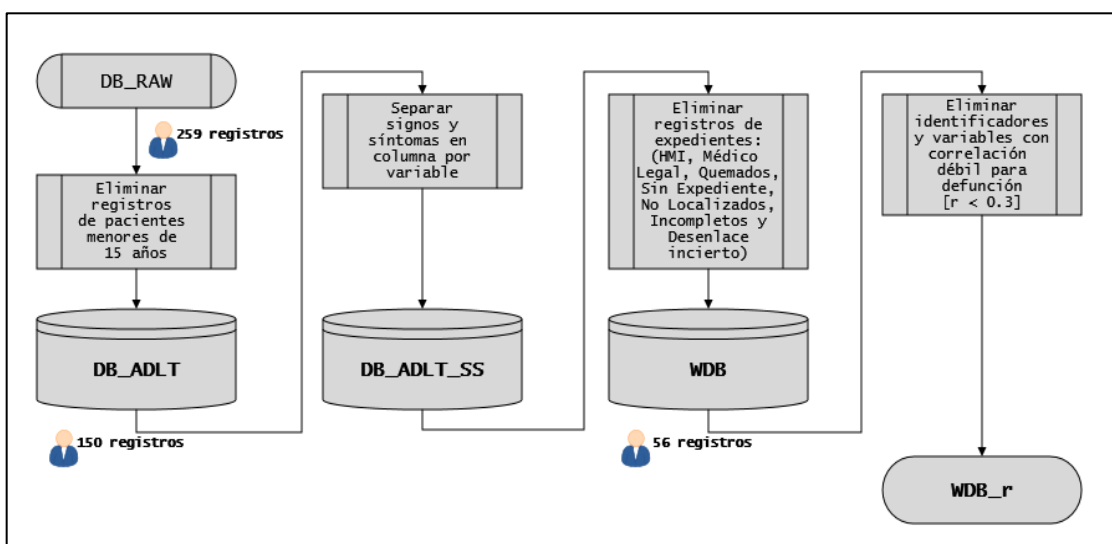 DB_RAW
259 registros
Eliminar
registros
de pacientes
menores de
15 años
DB_ADLT
150 registros
Separar
signos y
síntomas en
columna por
variable
DB_ADLT_SS
Eliminar
registros de
expedientes:
(HMI, Médico
Legal, Quemados,
Sin Expediente,
No Localizados,
Incompletos y
Desenlace
incierto)
WDB
56 registros
Eliminar
identificadores
y variables con
correlación
débil para
defunción
[r < 0.3]
WDB_r